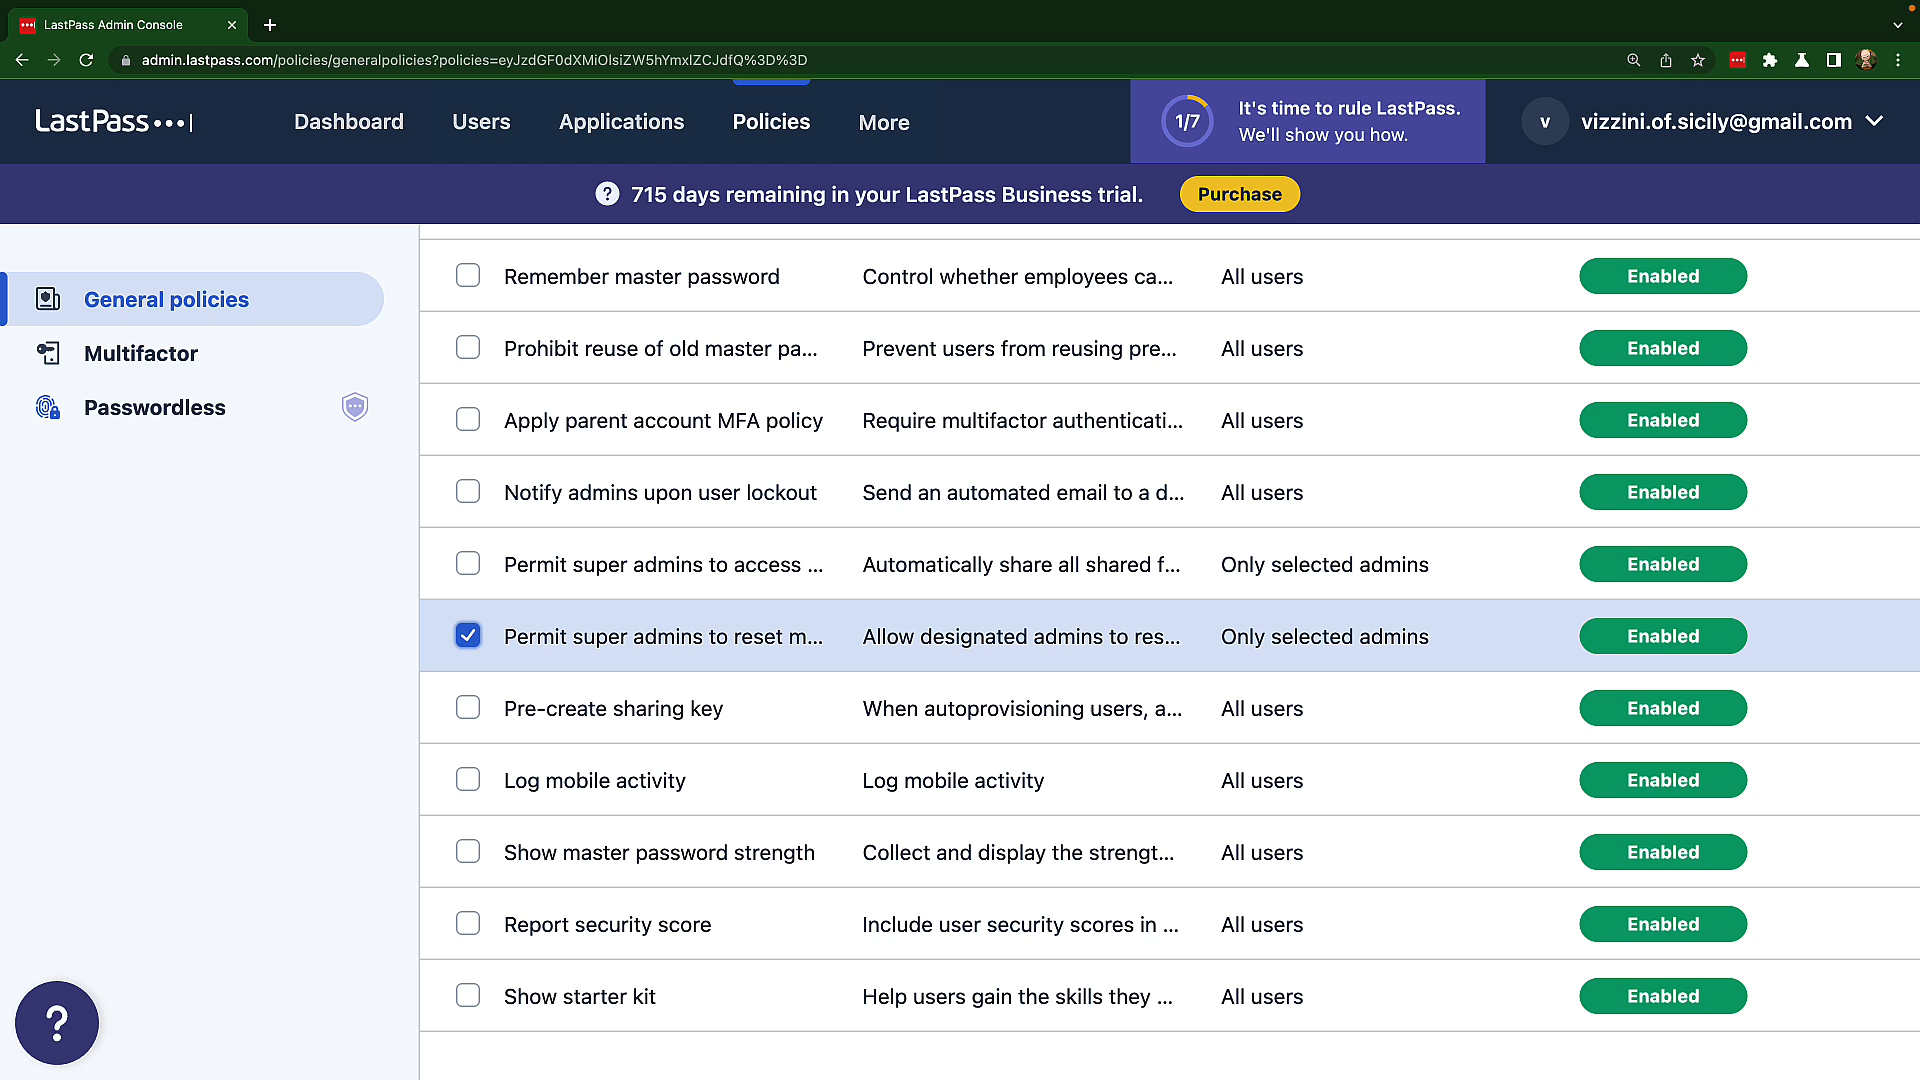 LastPass Admin Console
admin.lastpass.com/policies/generalpolicies?policies=eyJzdGF0dXMiOlsiZW5hYmxlZCJdfQ%3D%3D
LastPass
Dashboard
Users
Applications
Policies
More
1/7
It's time to rule LastPass.
We'll show you how.
v
vizzini.of.sicily@gmail.com
? 715 days remaining in your LastPass Business trial.
Purchase
General policies
Multifactor
Passwordless
Remember master password Control whether employees ca... All users Enabled
Prohibit reuse of old master pa... Prevent users from reusing pre... All users Enabled
Apply parent account MFA policy Require multifactor authenticati... All users Enabled
Notify admins upon user lockout Send an automated email to a d... All users Enabled
Permit super admins to access ... Automatically share all shared f... Only selected admins Enabled
Permit super admins to reset m... Allow designated admins to res... Only selected admins Enabled
Pre-create sharing key When autoprovisioning users, a... All users Enabled
Log mobile activity Log mobile activity All users Enabled
Show master password strength Collect and display the strengt... All users Enabled
Report security score Include user security scores in ... All users Enabled
Show starter kit Help users gain the skills they ... All users Enabled
?